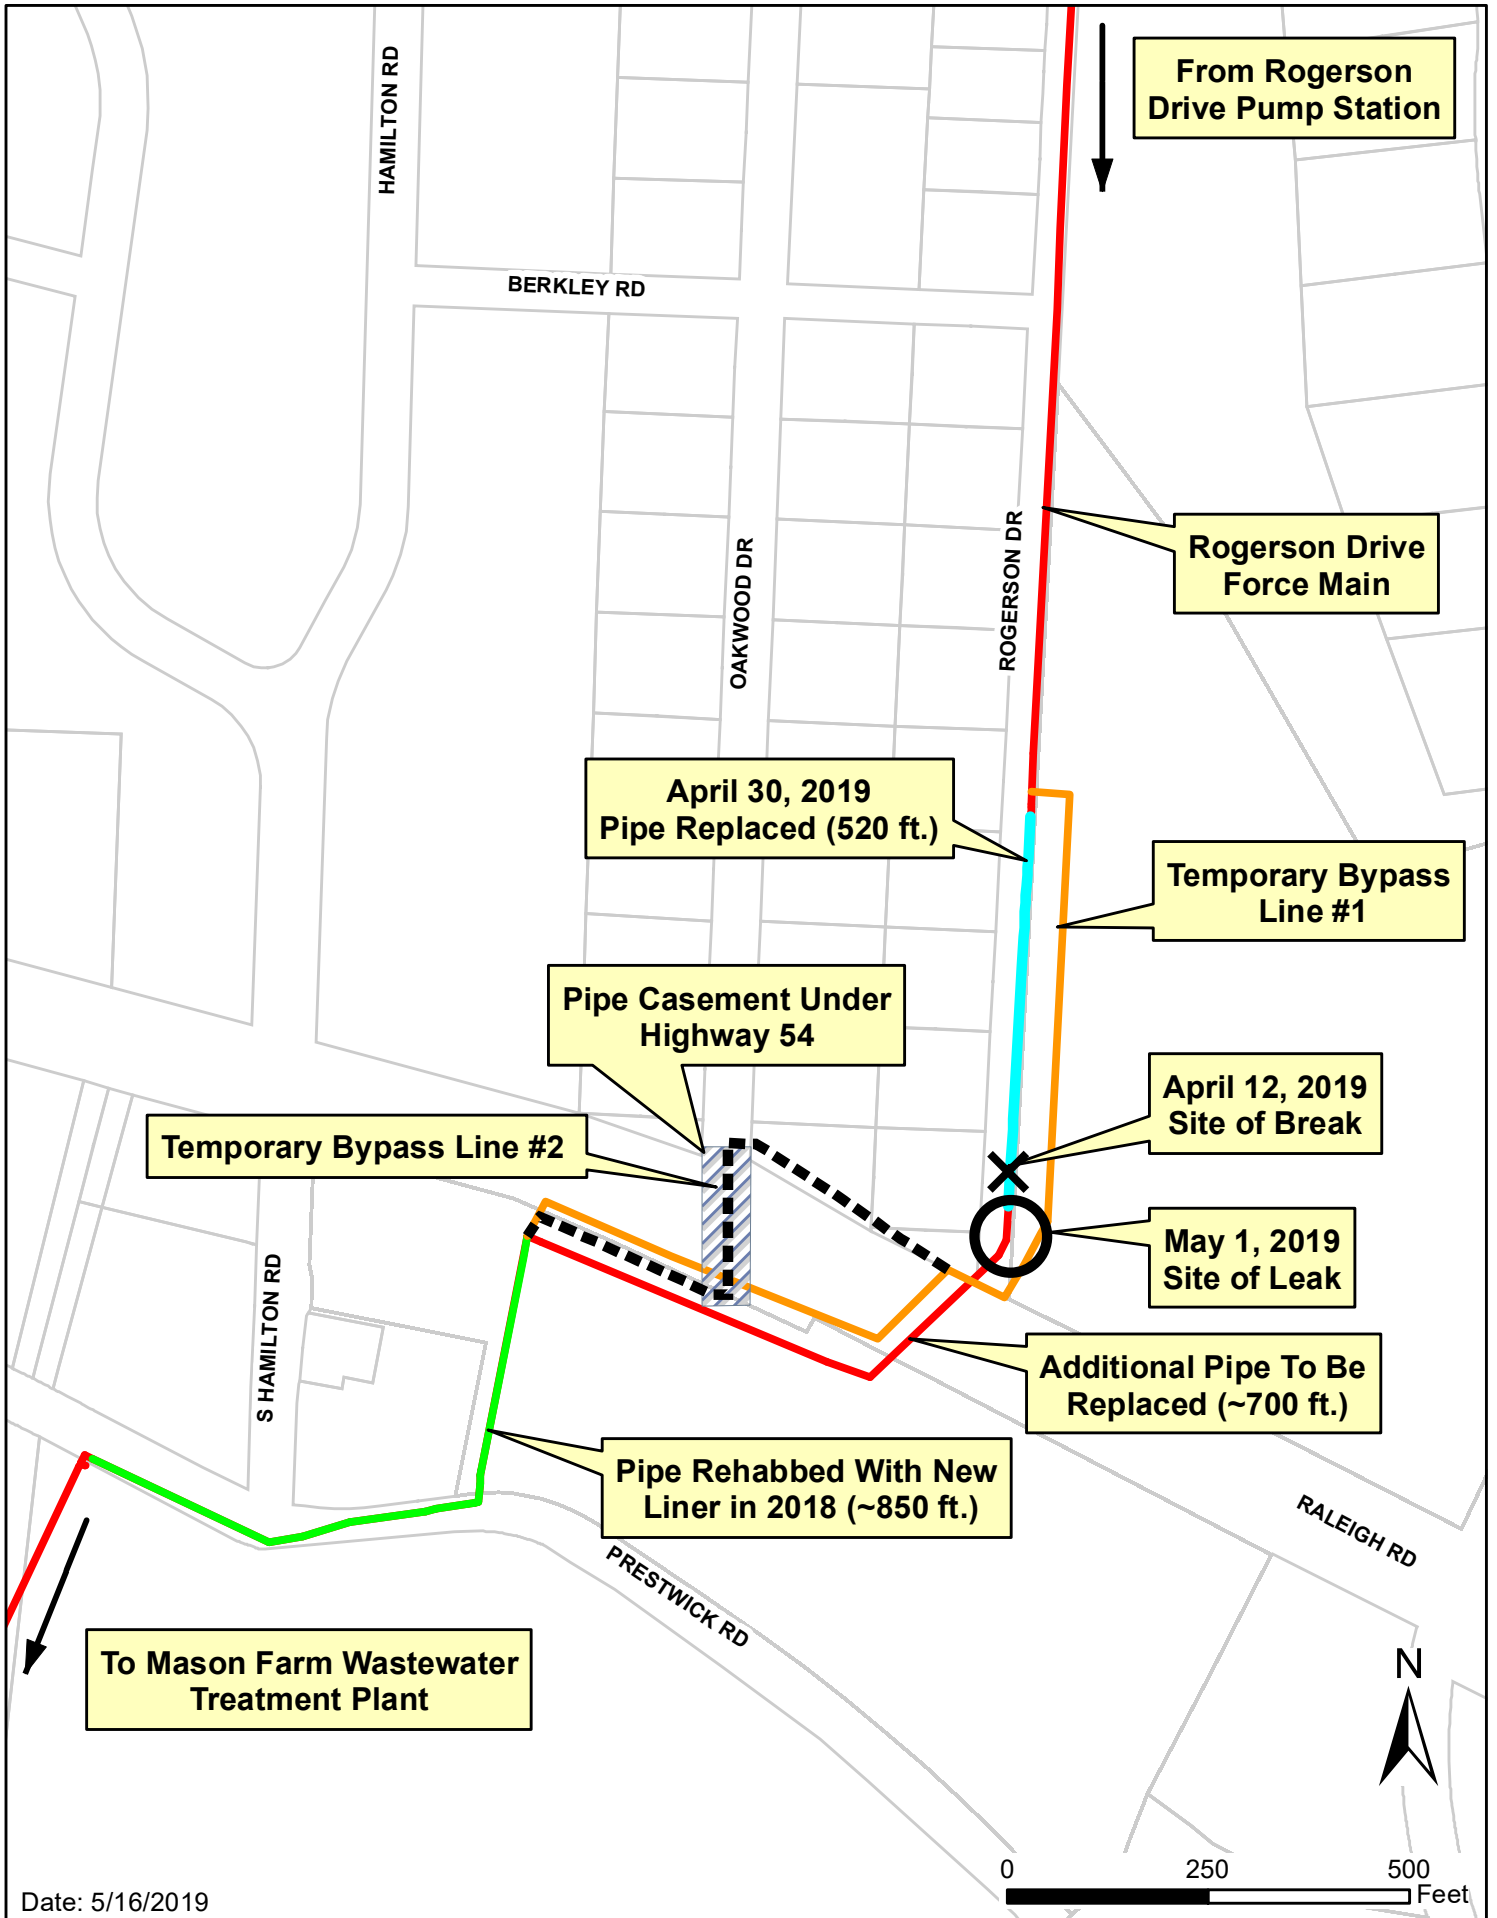 From Rogerson
Drive Pump Station
HAMILTON RD
BERKLEY RD
Rogerson Drive
Force Main
ROGERSON DR
OAKWOOD DR
April 30, 2019
Pipe Replaced (520 ft.)
Temporary Bypass
Line #1
Pipe Casement Under
Highway 54
April 12, 2019
Site of Break
Temporary Bypass Line #2
May 1, 2019
Site of Leak
S HAMILTON RD
Additional Pipe To Be
Replaced (~700 ft.)
Pipe Rehabbed With New
Liner in 2018 (~850 ft.)
RALEIGH RD
PRESTWICK RD
To Mason Farm Wastewater
Treatment Plant
N
0 250 500
Feet
Date: 5/16/2019